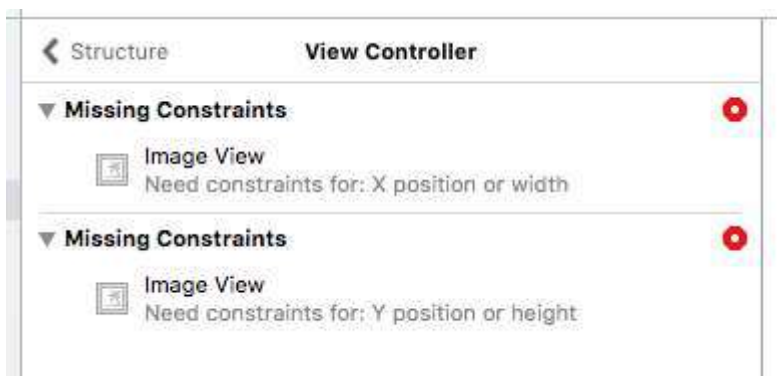 Structure
View Controller
Missing Constraints
Image View
Need constraints for: X position or width
Missing Constraints
Image View
Need constraints for: Y position or height